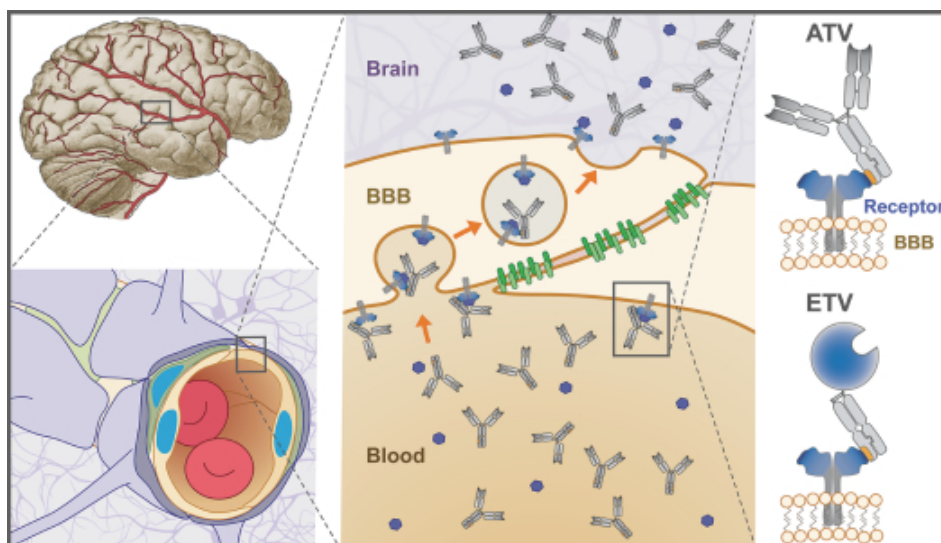 Brain
BBB
Blood
ATV
Receptor
BBB
ETV